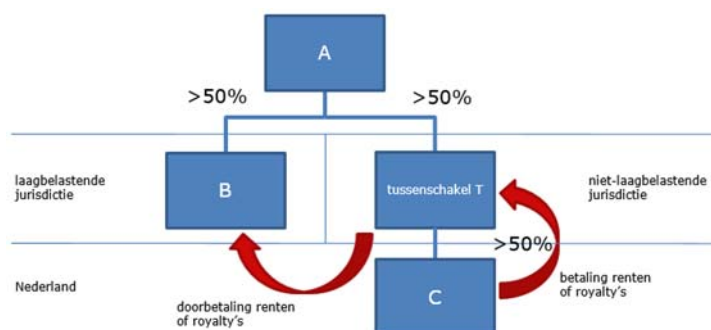 A
>50%
>50%
laagbelastende
jurisdictie
B
tussenschakel T
niet-laagbelastende
jurisdictie
>50%
Nederland
doorbetaling renten
of royalty's
C
betaling renten
of royalty's